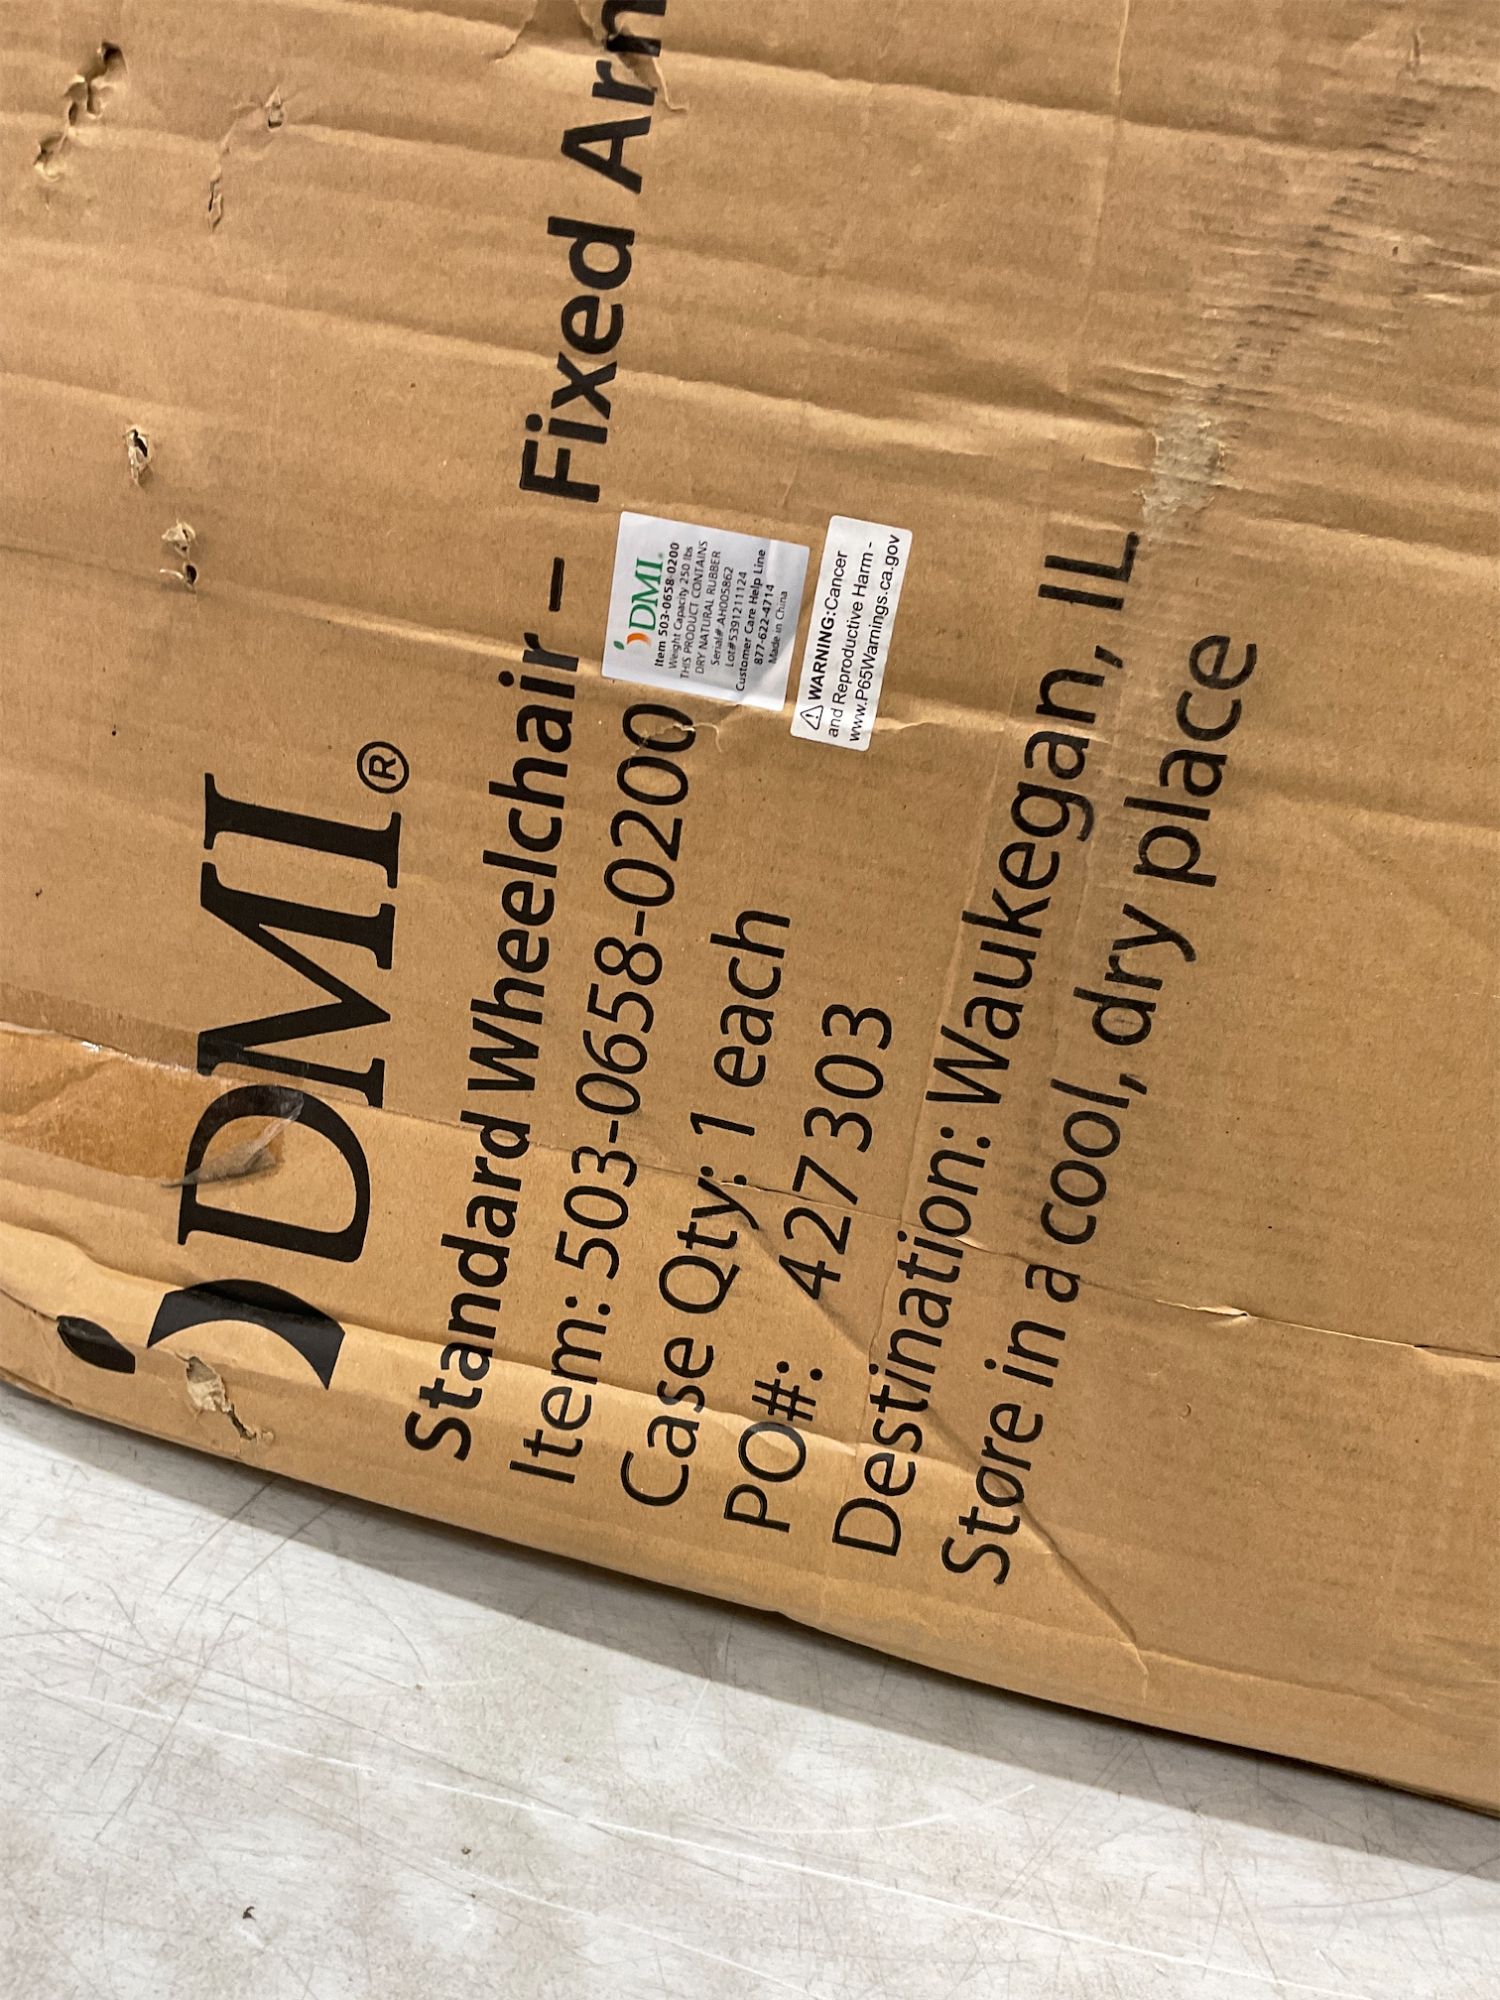 DMI®
Standard Wheelchair – Fixed Arm
Item: 503-0658-0200
Case Qty: 1 each
PO#: 427303
Destination: Waukegan, IL
Store in a cool, dry place
DMI®
Item 503-0658-0200
Weight Capacity 250 lbs
THIS PRODUCT CONTAINS
DRY NATURAL RUBBER
Serial# AH005862
Lot#5391211124
Customer Care Help Line
877-622-4714
Made in China
⚠ WARNING:Cancer
and Reproductive Harm -
www.P65Warnings.ca.gov